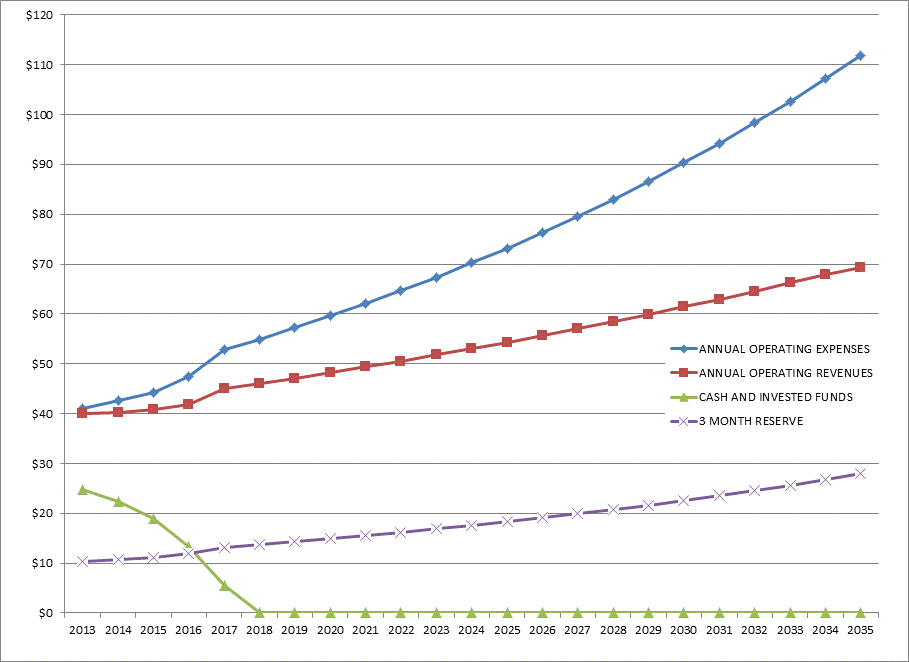 $120
$110
$100
$90
$80
$70
$60
$50
$40
$30
$20
$10
$0
ANNUAL OPERATING EXPENSES
ANNUAL OPERATING REVENUES
CASH AND INVESTED FUNDS
3 MONTH RESERVE
2013 2014 2015 2016 2017 2018 2019 2020 2021 2022 2023 2024 2025 2026 2027 2028 2029 2030 2031 2032 2033 2034 2035